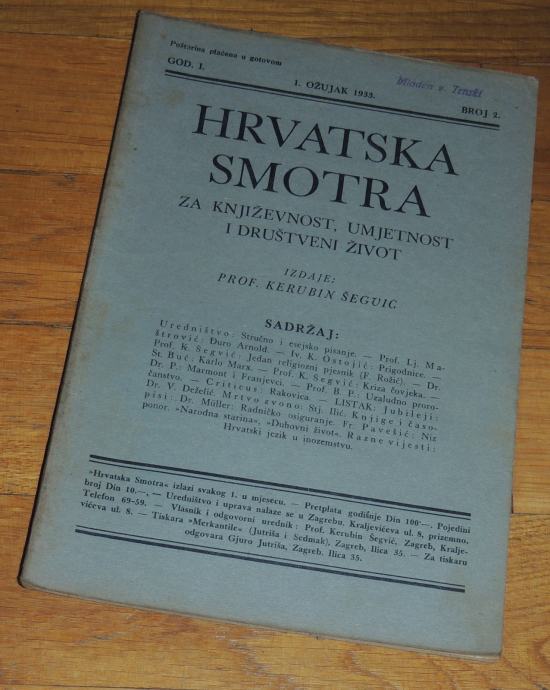 Poštarina plaćena u gotovom
GOD. I.
1. OŽUJAK 1933.
Mladen v. Trnski
BROJ 2.
HRVATSKA
SMOTRA
ZA KNJIŽEVNOST, UMJETNOST
I DRUŠTVENI ŽIVOT
IZDAJE:
PROF. KERUBIN ŠEGVIC
SADRŽAJ:
Uredništvo: Stručno i esejsko pisanje. — Prof. Lj. Ma-
štrović: Đuro Arnold. — Iv. K. Ostojić: Prigodnice. —
Prof. K. Šegvić: Jedan religiozni pjesnik (F. Rožić). — Dr.
St. Buć: Karlo Marx. — Prof. K. Šegvić: Kriza čovjeka. —
Dr. P.: Marmont i Franjevci. — Prof. B. P.: Uzaludno proro-
čanstvo. — Criticus: Rakovica. — LISTAK: Jubileji:
Dr. V. Deželić. Mrtvo zvono: Stj. Ilić. Knjige i časo-
pisi: Dr. Müller: Radničko osiguranje. Fr. Pavešić: Niz
ponor. »Narodna starina«, »Duhovni život«. Razne vijesti:
Hrvatski jezik u inozemstvu.
»Hrvatska Smotra« izlazi svakog 1. u mjesecu. — Pretplata godišnje Din 100'—, Pojedini
broj Din 10.—, — Uredništvo i uprava nalaze se u Zagrebu, Kraljevićeva ul. 8, prizemno.
Telefon 69-59. — Vlasnik i odgovorni urednik: Prof. Kerubin Šegvić, Zagreb, Kralje-
vićeva ul. 8. — Tiskara »Merkantile« (Jutriša i Sedmak), Zagreb, Ilica 35. — Za tiskaru
odgovara Gjuro Jutriša, Zagreb, Ilica 35.